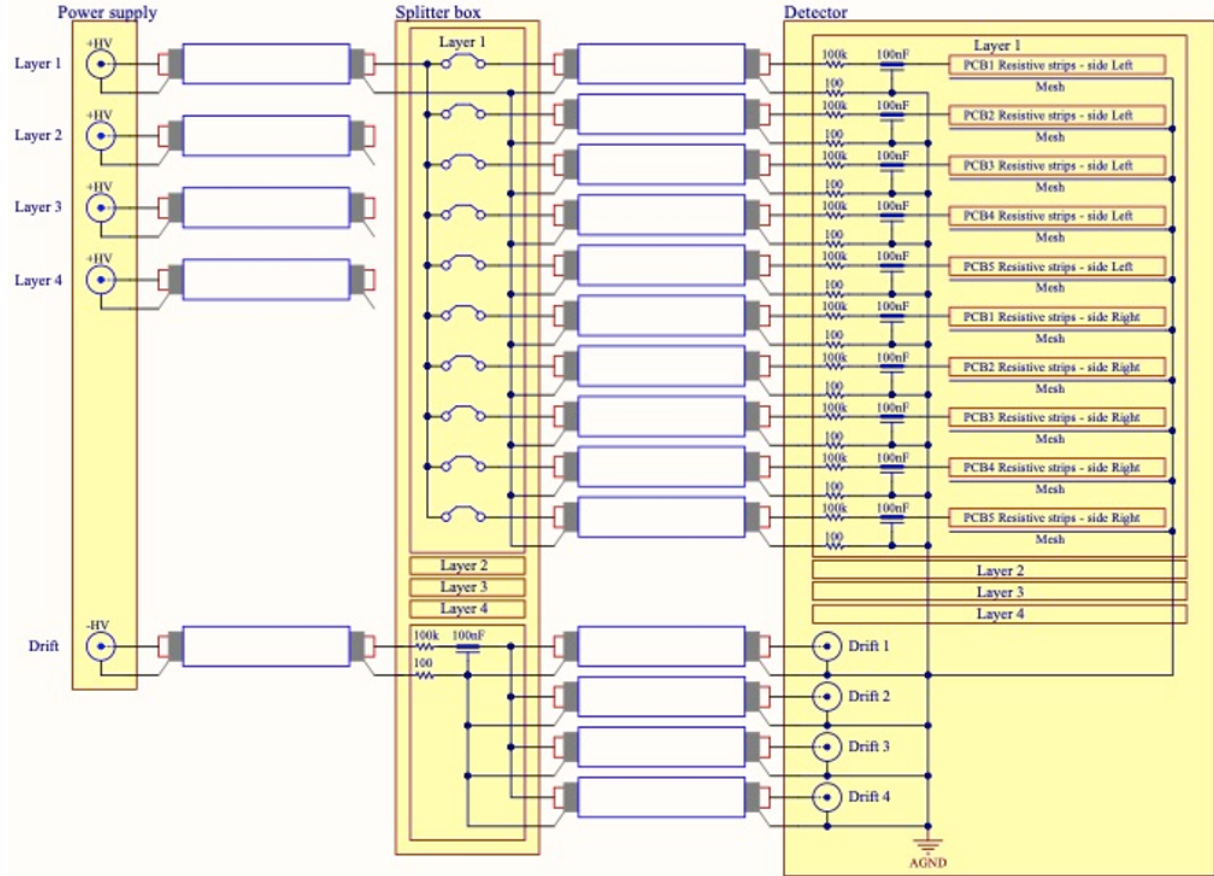 Power supply
Splitter box
Detector
Layer 1
+HV
Layer 2
+HV
Layer 3
+HV
Layer 4
+HV
Layer 1
Layer 1
100k 100nF PCB1 Resistive strips - side Left
100 Mesh
100k 100nF PCB2 Resistive strips - side Left
100 Mesh
100k 100nF PCB3 Resistive strips - side Left
100 Mesh
100k 100nF PCB4 Resistive strips - side Left
100 Mesh
100k 100nF PCB5 Resistive strips - side Left
100 Mesh
100k 100nF PCB1 Resistive strips - side Right
100 Mesh
100k 100nF PCB2 Resistive strips - side Right
100 Mesh
100k 100nF PCB3 Resistive strips - side Right
100 Mesh
100k 100nF PCB4 Resistive strips - side Right
100 Mesh
100k 100nF PCB5 Resistive strips - side Right
100 Mesh
Layer 2
Layer 3
Layer 4
Layer 2
Layer 3
Layer 4
Drift
-HV
100k 100nF
100
Drift 1
Drift 2
Drift 3
Drift 4
AGND